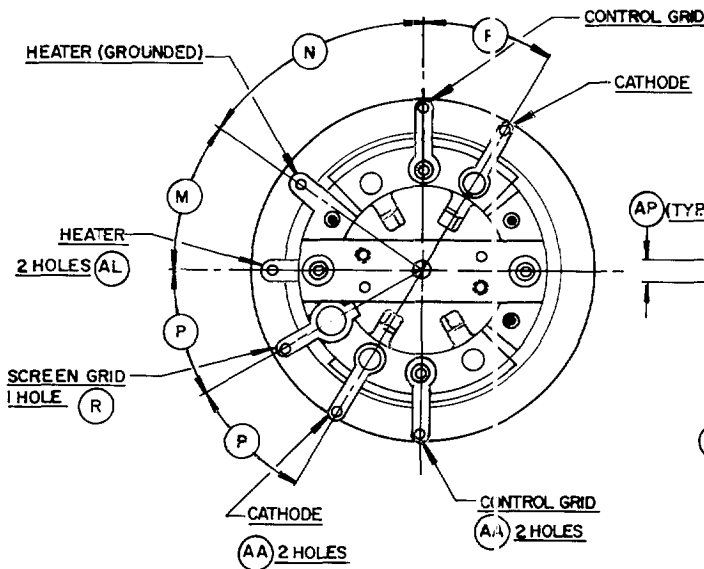 CONTROL GRID
N
F
HEATER (GROUNDED)
CATHODE
M
AP (TYP
HEATER
2 HOLES AL
P
SCREEN GRID
1 HOLE R
P
CONTROL GRID
AA 2 HOLES
CATHODE
AA 2 HOLES